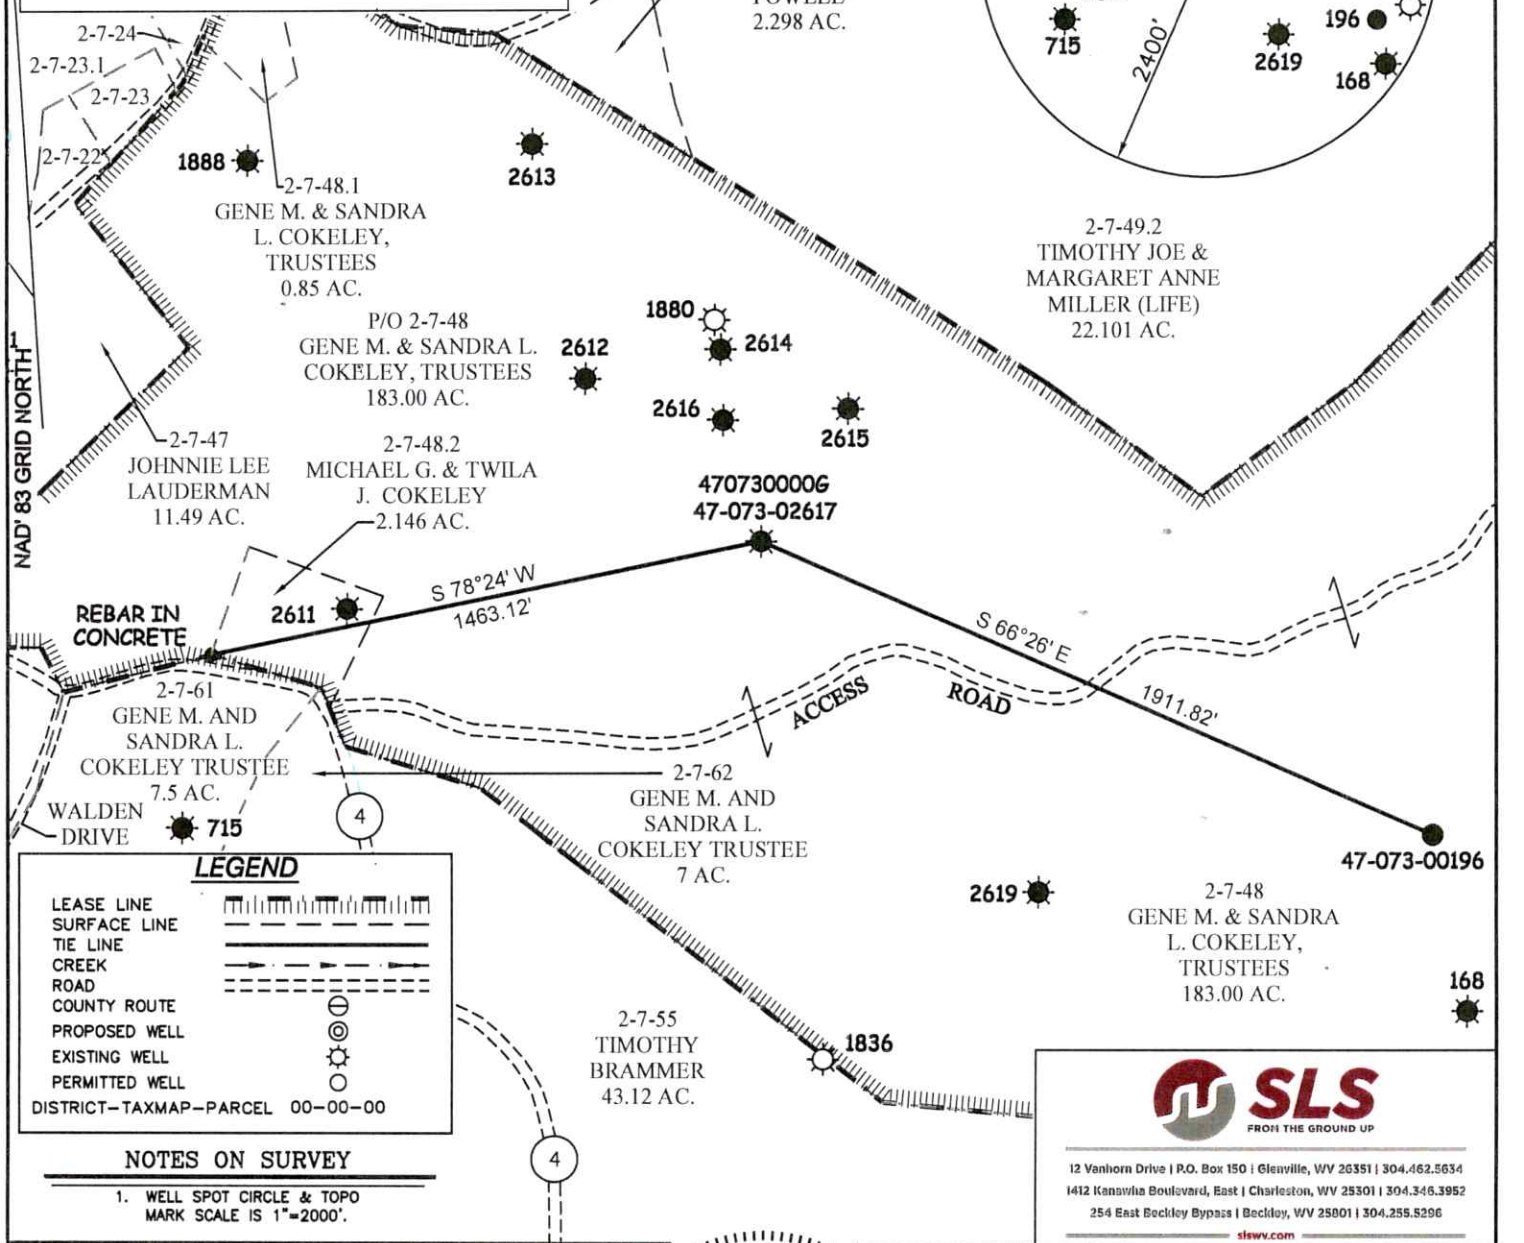 2-7-24
2-7-23.1
2-7-23
2-7-22
1888
2613
2-7-48.1
GENE M. & SANDRA
L. COKELEY,
TRUSTEES
0.85 AC.
2.298 AC.
715
2400'
2619
196
168
2-7-49.2
TIMOTHY JOE &
MARGARET ANNE
MILLER (LIFE)
22.101 AC.
P/O 2-7-48
GENE M. & SANDRA L.
COKELEY, TRUSTEES
183.00 AC.
1880
2614
2612
2616
2615
NAD' 83 GRID NORTH
1
2-7-47
JOHNNIE LEE
LAUDERMAN
11.49 AC.
2-7-48.2
MICHAEL G. & TWILA
J. COKELEY
2.146 AC.
470730000G
47-073-02617
S 78°24' W
1463.12'
S 66°26' E
1911.82'
REBAR IN
CONCRETE
2611
2-7-61
GENE M. AND
SANDRA L.
COKELEY TRUSTEE
7.5 AC.
WALDEN
DRIVE
715
4
ACCESS ROAD
2-7-62
GENE M. AND
SANDRA L.
COKELEY TRUSTEE
7 AC.
47-073-00196
2619
2-7-48
GENE M. & SANDRA
L. COKELEY,
TRUSTEES
183.00 AC.
168
LEGEND
LEASE LINE
SURFACE LINE
TIE LINE
CREEK
ROAD
COUNTY ROUTE
PROPOSED WELL
EXISTING WELL
PERMITTED WELL
DISTRICT-TAXMAP-PARCEL 00-00-00
2-7-55
TIMOTHY
BRAMMER
43.12 AC.
1836
4
NOTES ON SURVEY
1. WELL SPOT CIRCLE & TOPO
MARK SCALE IS 1"=2000'.
SLS
FROM THE GROUND UP
12 Vanhorn Drive | P.O. Box 150 | Glenville, WV 26351 | 304.462.5634
1412 Kanawha Boulevard, East | Charleston, WV 25301 | 304.346.3952
254 East Beckley Bypass | Beckley, WV 25801 | 304.255.5296
slswv.com